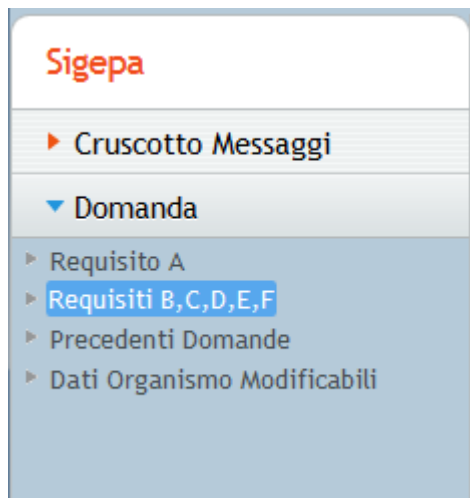 Sigepa
Cruscotto Messaggi
Domanda
Requisito A
Requisiti B,C,D,E,F
Precedenti Domande
Dati Organismo Modificabili